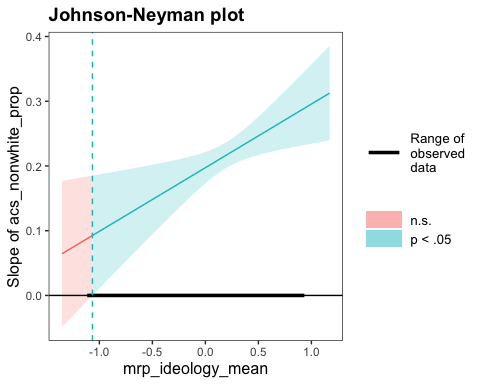 Johnson-Neyman plot
Slope of acs_nonwhite_prop
0.4
0.3
0.2
0.1
0.0
-1.0 -0.5 0.0 0.5 1.0
mrp_ideology_mean
Range of
observed
data
n.s.
p < .05